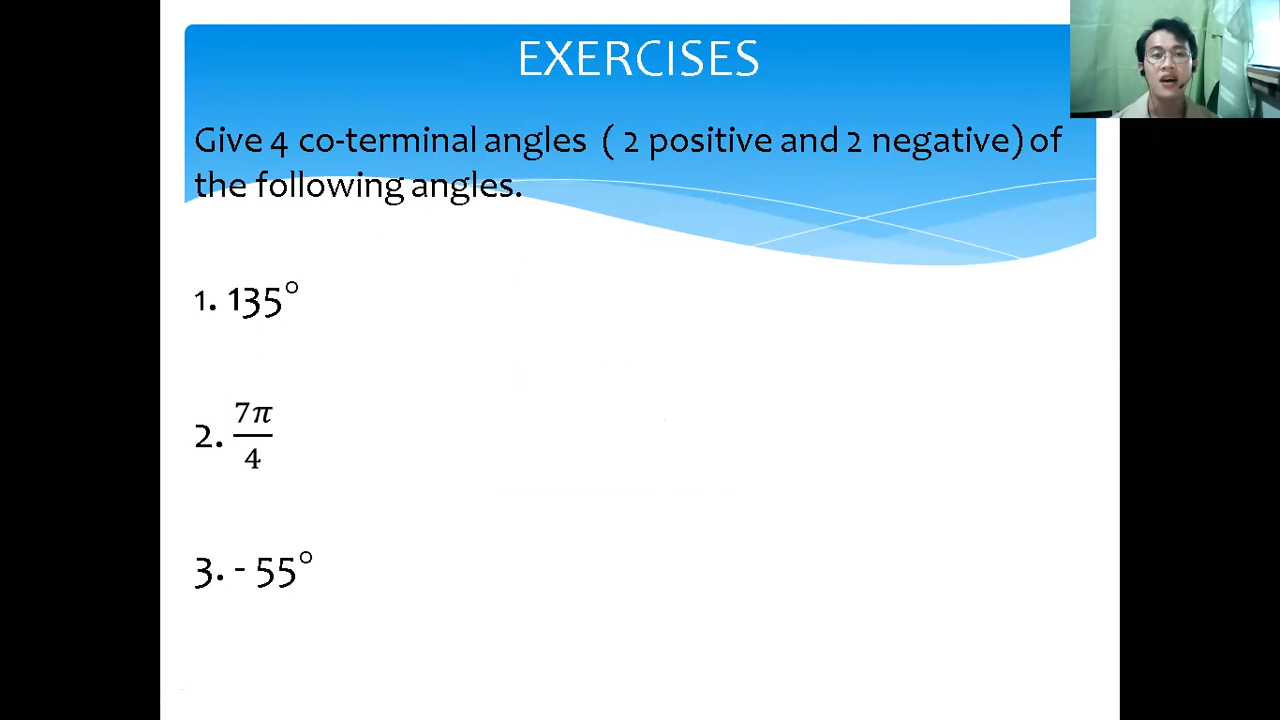 EXERCISES
Give 4 co-terminal angles ( 2 positive and 2 negative) of
the following angles.
1. 135°
2. 7π/4
3. - 55°